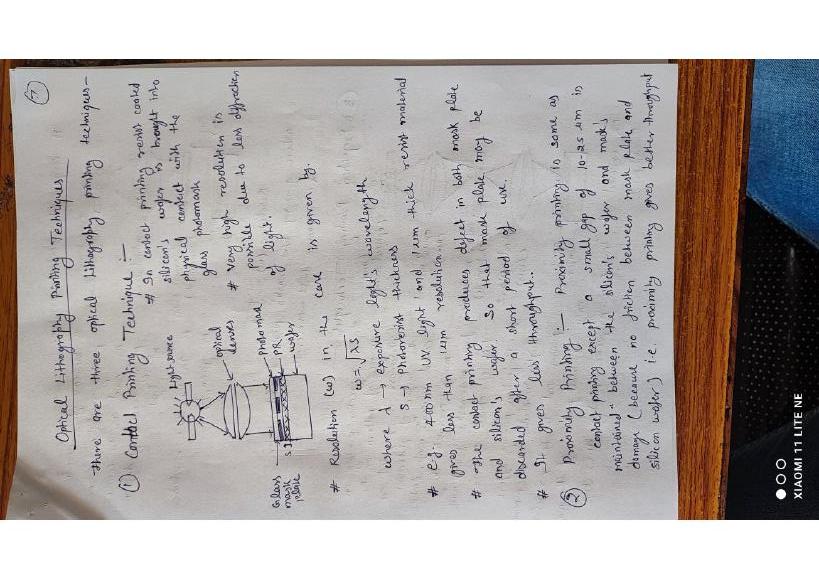 7
Optical Lithography Printing Techniques
there are three optical lithography printing techniques-
① Contact Printing Technique :-
# In contact printing resist coated
silicon's wafer is brought into
physical contact with the
glass photomask
# very high resolution is
possible due to less diffraction
of light.
light source
optical
lenses
photomask
PR
wafer
S
Glass
mask
plate
# Resolution (ω) in the case is given by.
ω = √λS
where λ → exposure light's wavelength
S → photoresist thickness
# e.g. 400nm UV light and 1μm thick resist material
gives less than 1μm resolution.
# the contact printing produces defect in both mask plate
and silicon's wafer. So that mask plate may be
discarded after a short period of use.
# It gives less throughput.
② Proximity Printing :- Proximity printing is same as
contact printing except a small gap of 10-25 μm is
maintained between the silicon's wafer and mask's
damage (because no friction between mask plate and
silicon wafer) i.e. proximity printing gives better throughput
XIAOMI 11 LITE NE